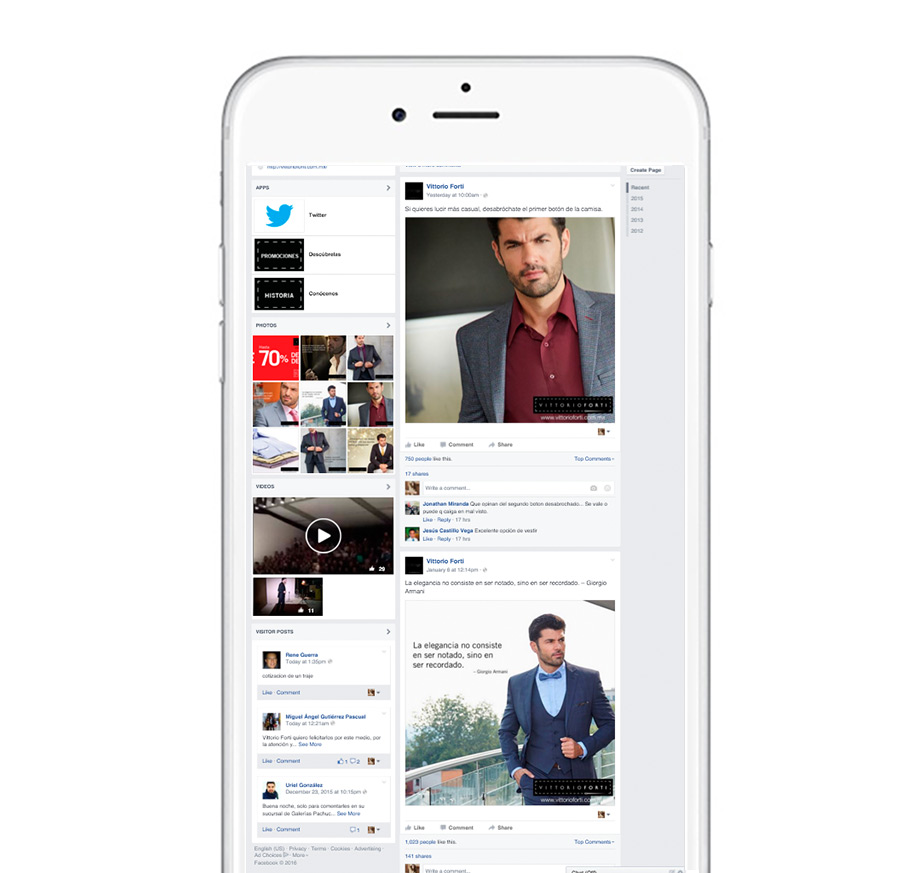 http://vittorioforti.com.mx/
APPS
Twitter
PROMOCIONES
Descúbrelas
HISTORIA
Conócenos
PHOTOS
70%
VIDEOS
29
11
VISITOR POSTS
Rene Guerra
Today at 1:35pm
cotizacion de un traje
Like · Comment
Miguel Ángel Gutiérrez Pascual
Today at 12:21am
Vittorio Forti quiero felicitarlos por este medio, por
la atención y... See More
Like · Comment
1 2
Uriel González
December 23, 2015 at 10:15pm
Buena noche, solo para comentarles en su
sucursal de Galerías Pachuc... See More
Like · Comment
1
English (US) · Privacy · Terms · Cookies · Advertising ·
Ad Choices · More
Facebook © 2016
Vittorio Forti
Yesterday at 10:00am ·
Si quieres lucir más casual, desabróchate el primer botón de la camisa.
VITTORIOFORTI
www.vittorioforti.com.mx
Like Comment Share
750 people like this.
Top Comments
17 shares
Write a comment...
Jonathan Miranda Que opinan del segundo boton desabrochado... Se vale o
puede q caiga en mal visto.
Like · Reply · 17 hrs
Jesús Castillo Vega Excelente opción de vestir
Like · Reply · 17 hrs
Vittorio Forti
January 6 at 12:14pm ·
La elegancia no consiste en ser notado, sino en ser recordado. – Giorgio
Armani
La elegancia no consiste
en ser notado, sino en
ser recordado.
- Giorgio Armani
VITTORIOFORTI
www.vittorioforti.com.mx
Like Comment Share
1,023 people like this.
Top Comments
141 shares
Write a comment...
Create Page
Recent
2015
2014
2013
2012
Chat (Off)